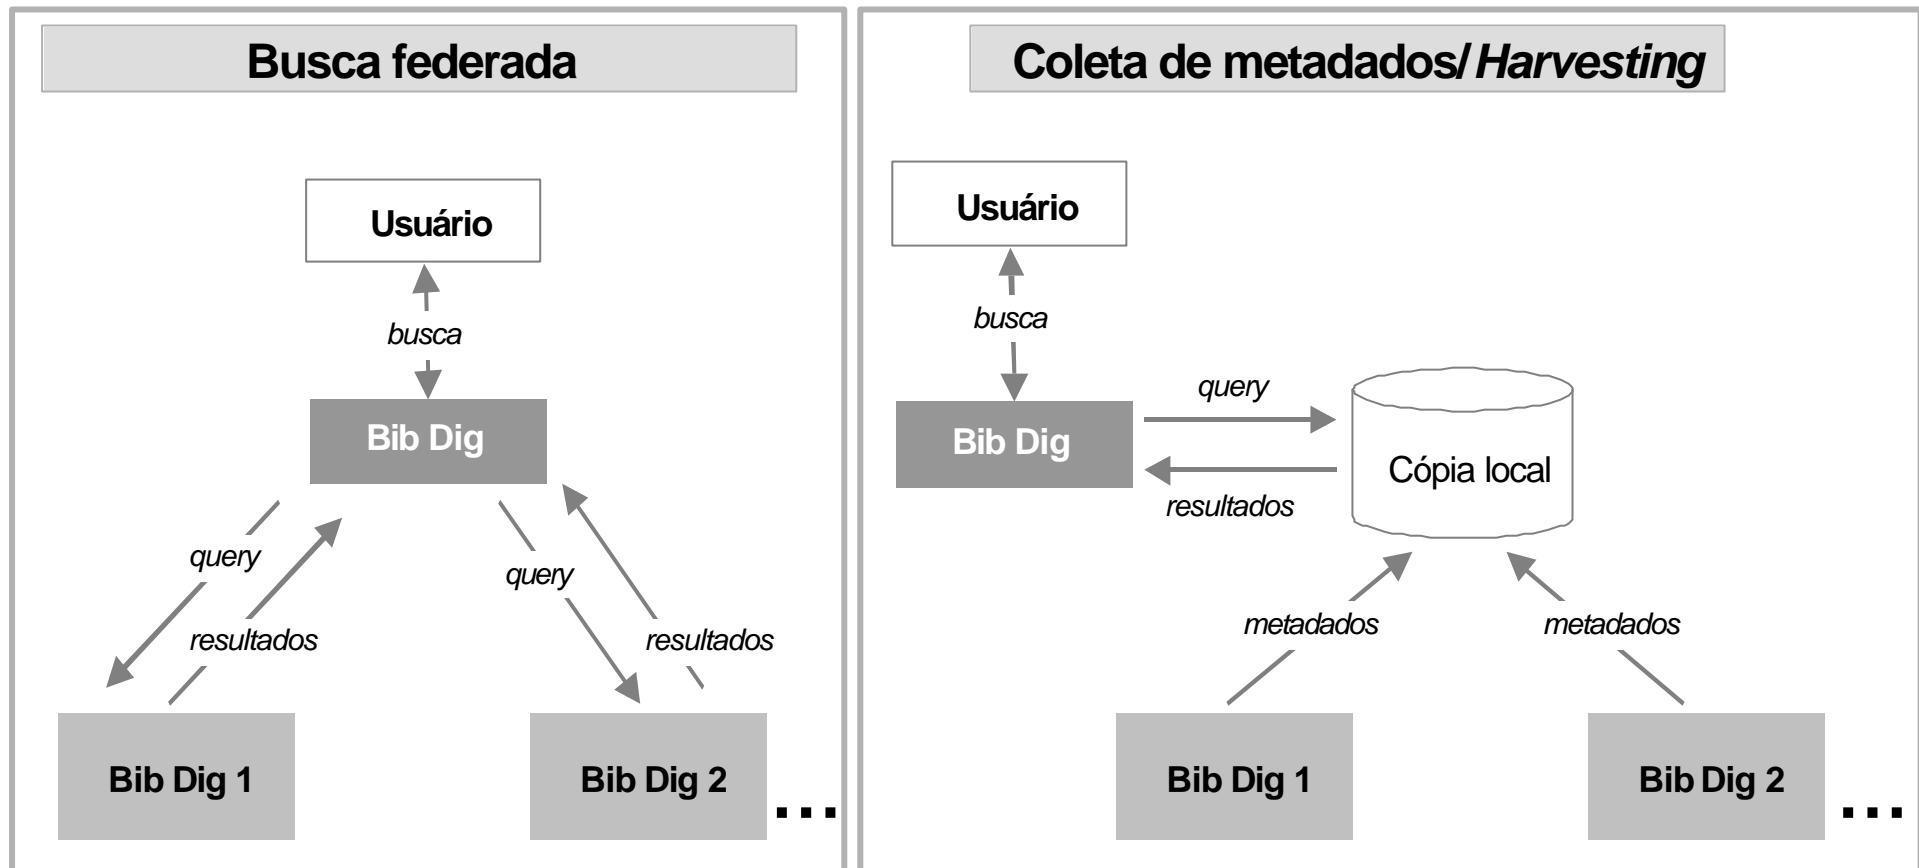 Busca federada
Usuário
busca
Bib Dig
query
query
resultados
resultados
Bib Dig 1
Bib Dig 2
...
Coleta de metadados/Harvesting
Usuário
busca
query
Bib Dig
Cópia local
resultados
metadados
metadados
Bib Dig 1
Bib Dig 2
...